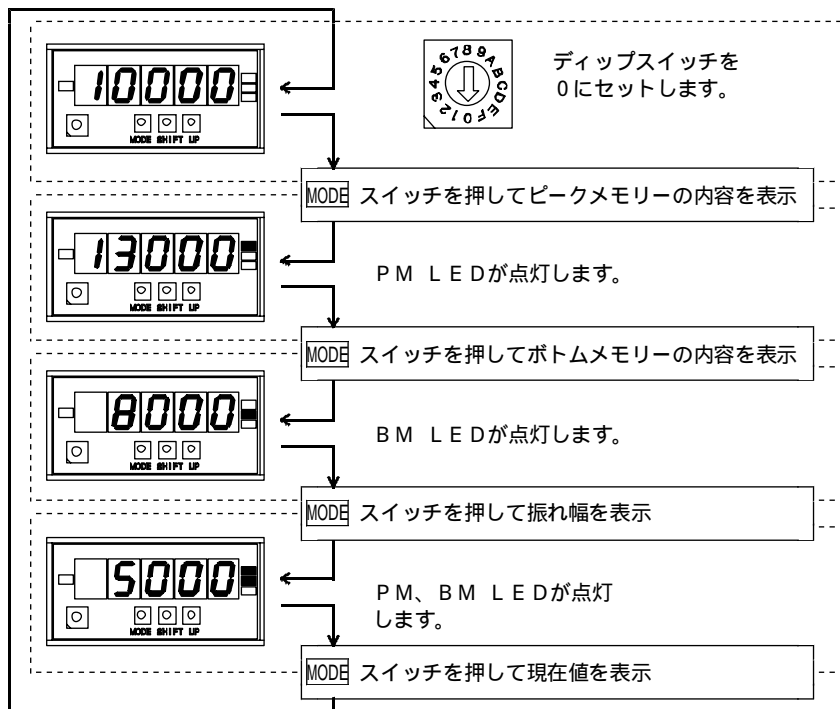 10000
MODE SHIFT UP
0123456789ABCDEF
ディップスイッチを
0にセットします。
MODE スイッチを押してピークメモリーの内容を表示
13000
MODE SHIFT UP
PM LEDが点灯します。
MODE スイッチを押してボトムメモリーの内容を表示
8000
MODE SHIFT UP
BM LEDが点灯します。
MODE スイッチを押して振れ幅を表示
5000
MODE SHIFT UP
PM、BM LEDが点灯
します。
MODE スイッチを押して現在値を表示